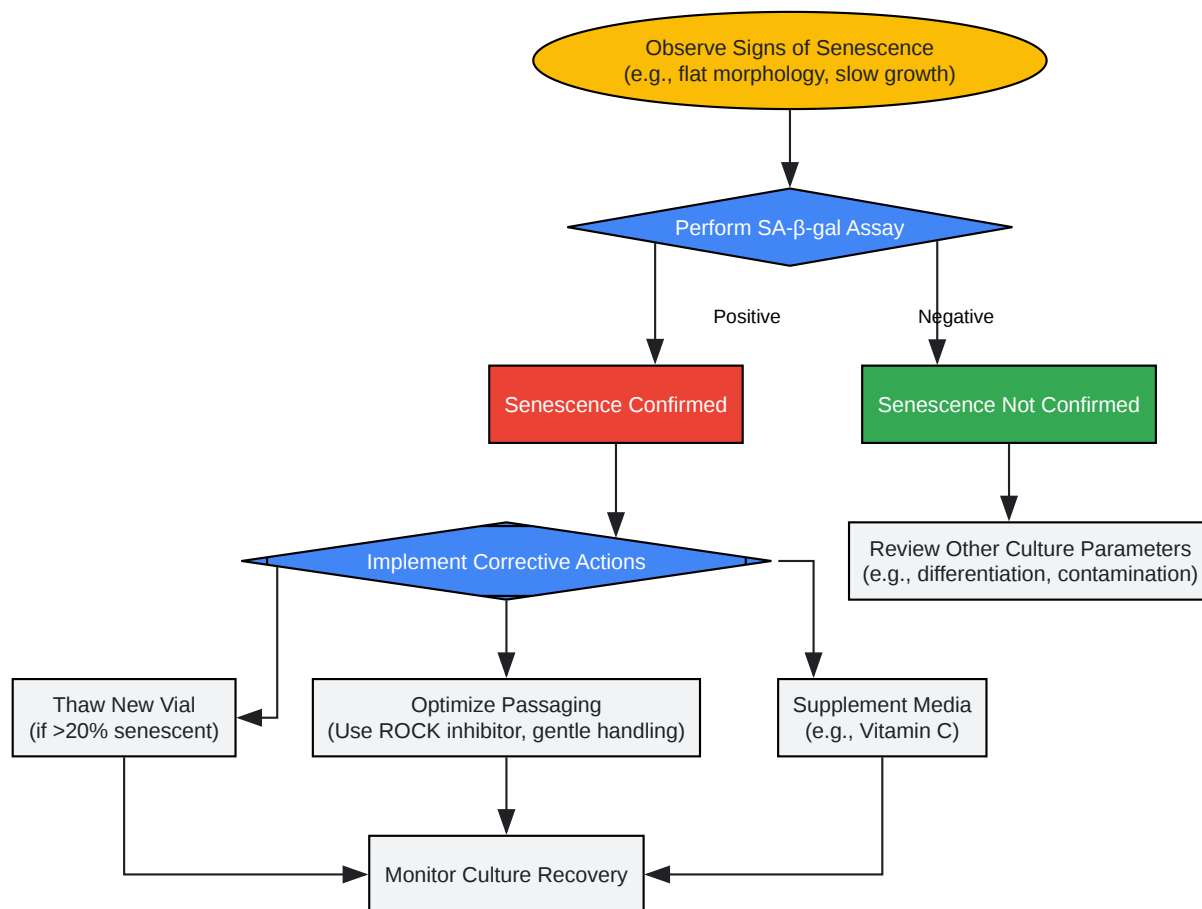 Observe Signs of Senescence
(e.g., flat morphology, slow growth)
Perform SA-β-gal Assay
Positive
Negative
Senescence Confirmed
Senescence Not Confirmed
Implement Corrective Actions
Review Other Culture Parameters
(e.g., differentiation, contamination)
Thaw New Vial
(if >20% senescent)
Optimize Passaging
(Use ROCK inhibitor, gentle handling)
Supplement Media
(e.g., Vitamin C)
Monitor Culture Recovery